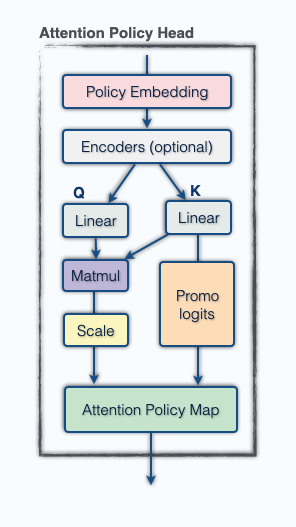 Attention Policy Head
Policy Embedding
Encoders (optional)
Q
K
Linear
Linear
Matmul
Promo
logits
Scale
Attention Policy Map